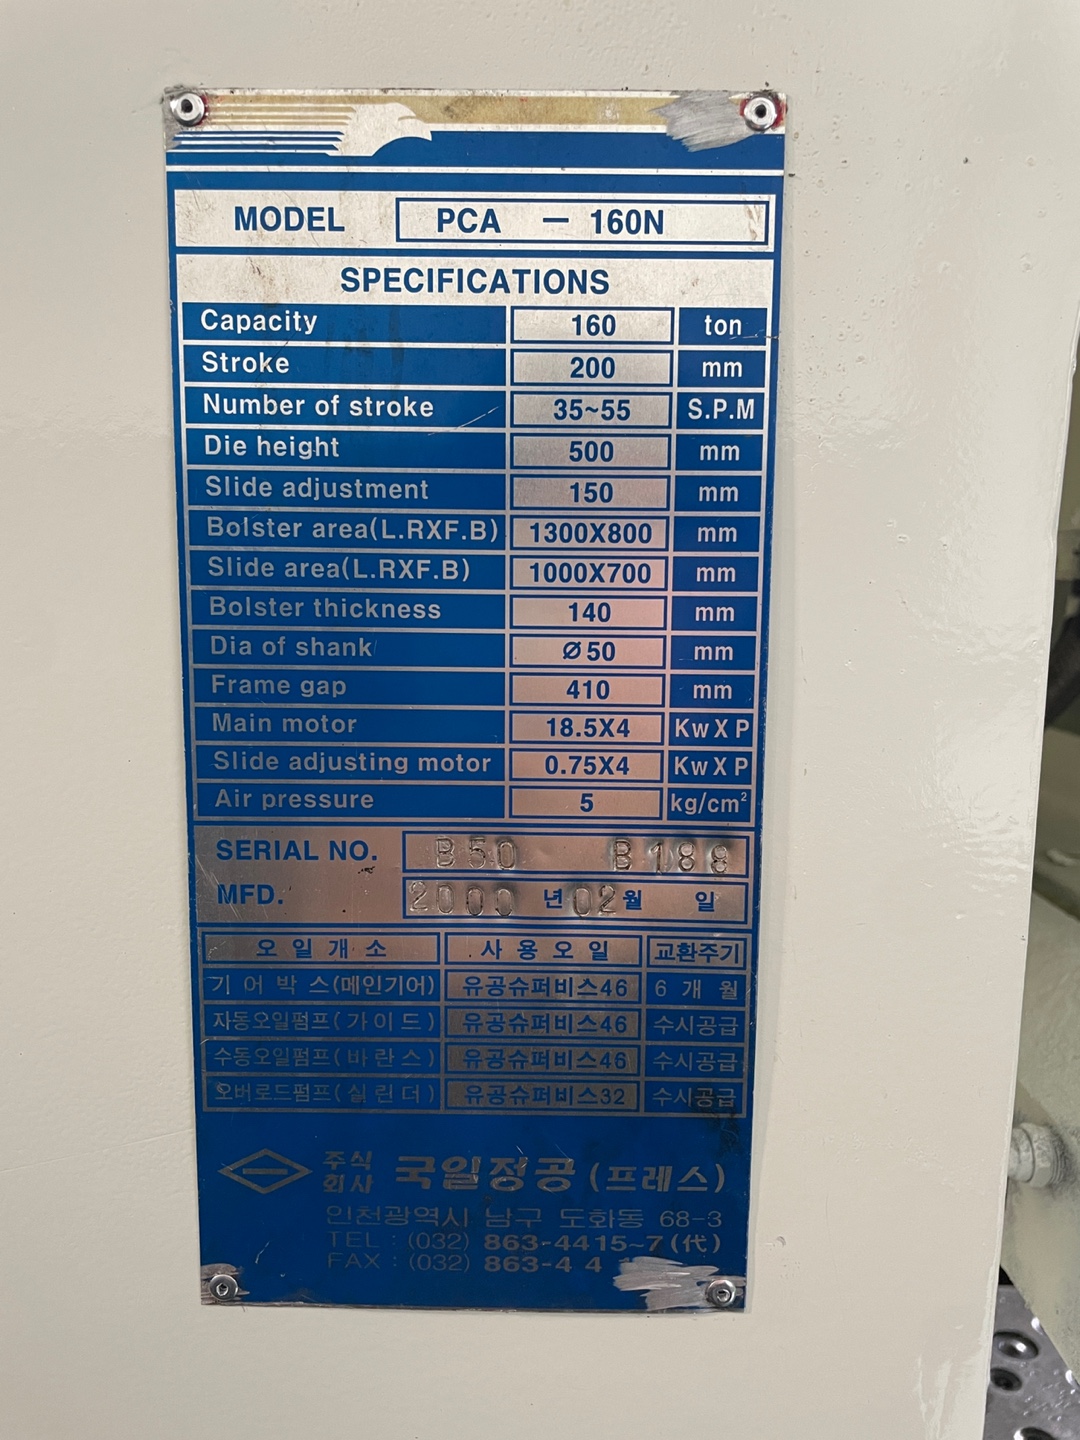 MODEL PCA - 160N
SPECIFICATIONS
Capacity 160 ton
Stroke 200 mm
Number of stroke 35~55 S.P.M
Die height 500 mm
Slide adjustment 150 mm
Bolster area(L.RXF.B) 1300X800 mm
Slide area(L.RXF.B) 1000X700 mm
Bolster thickness 140 mm
Dia of shank Ø50 mm
Frame gap 410 mm
Main motor 18.5X4 KwXP
Slide adjusting motor 0.75X4 KwXP
Air pressure 5 kg/cm²
SERIAL NO. B50 B188
MFD. 2000 년 02 월 일
오일개소 사용오일 교환주기
기어박스(메인기어) 유공슈퍼비스46 6개월
자동오일펌프(가이드) 유공슈퍼비스46 수시공급
수동오일펌프(바란스) 유공슈퍼비스46 수시공급
오버로드펌프(실린더) 유공슈퍼비스32 수시공급
주식회사 국일정공(프레스)
인천광역시 남구 도화동 68-3
TEL : (032) 863-4415~7(代)
FAX : (032) 863-44